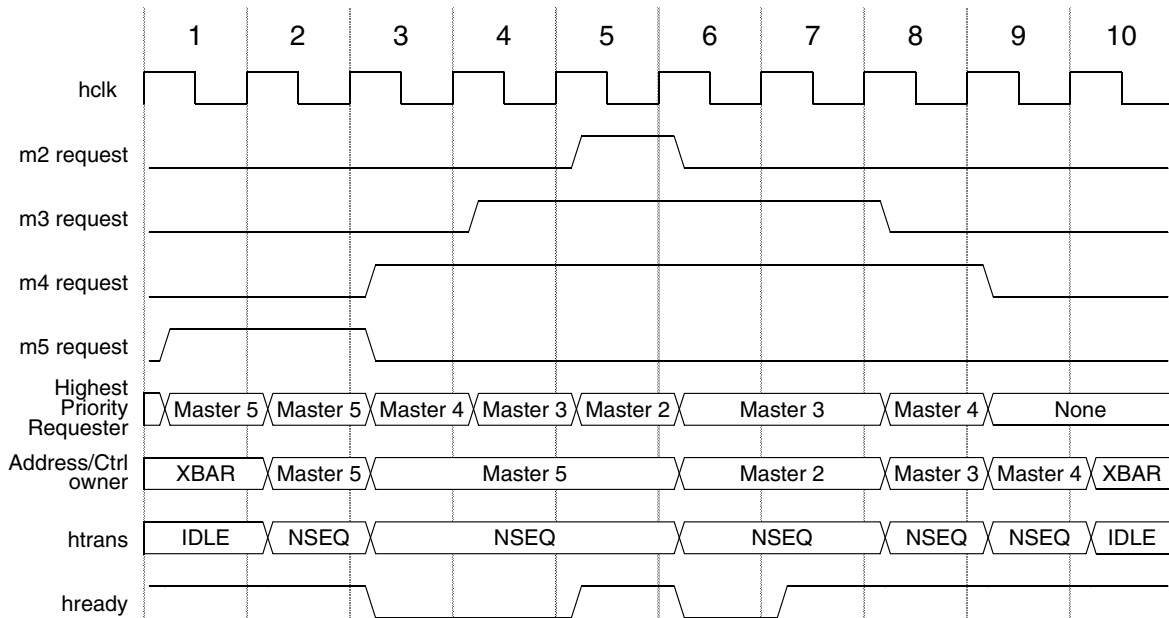 1 2 3 4 5 6 7 8 9 10
hclk
m2 request
m3 request
m4 request
m5 request
Highest
Priority
Requester
Master 5 Master 5 Master 4 Master 3 Master 2 Master 3 Master 4 None
Address/Ctrl
owner
XBAR Master 5 Master 5 Master 2 Master 3 Master 4 XBAR
htrans IDLE NSEQ NSEQ NSEQ NSEQ NSEQ IDLE
hready